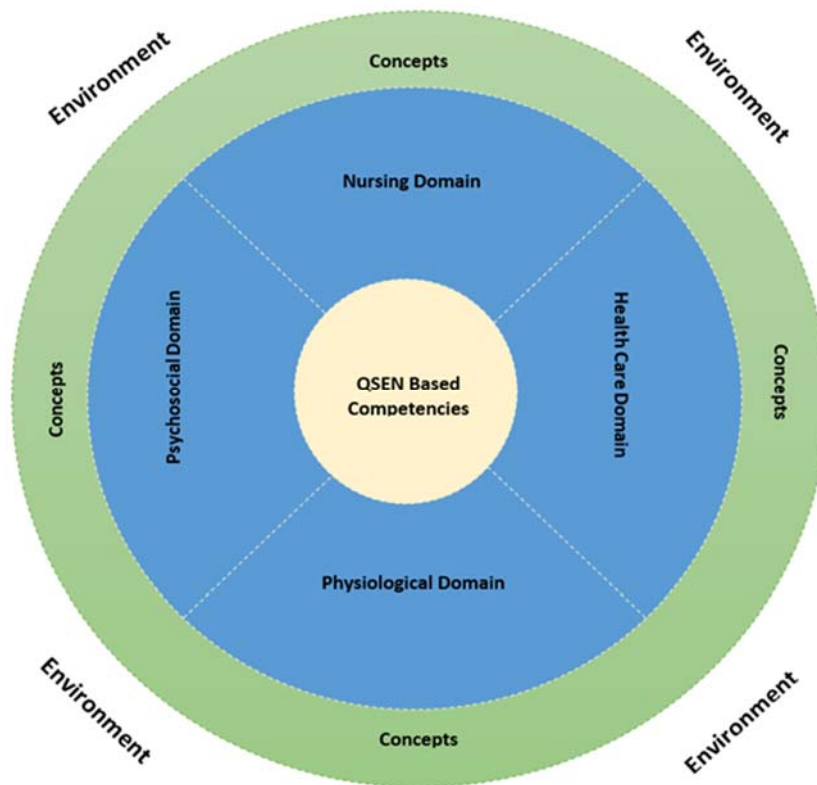 Environment
Environment
Concepts
Nursing Domain
Psychosocial Domain
Health Care Domain
Concepts
Concepts
QSEN Based
Competencies
Physiological Domain
Concepts
Environment
Environment